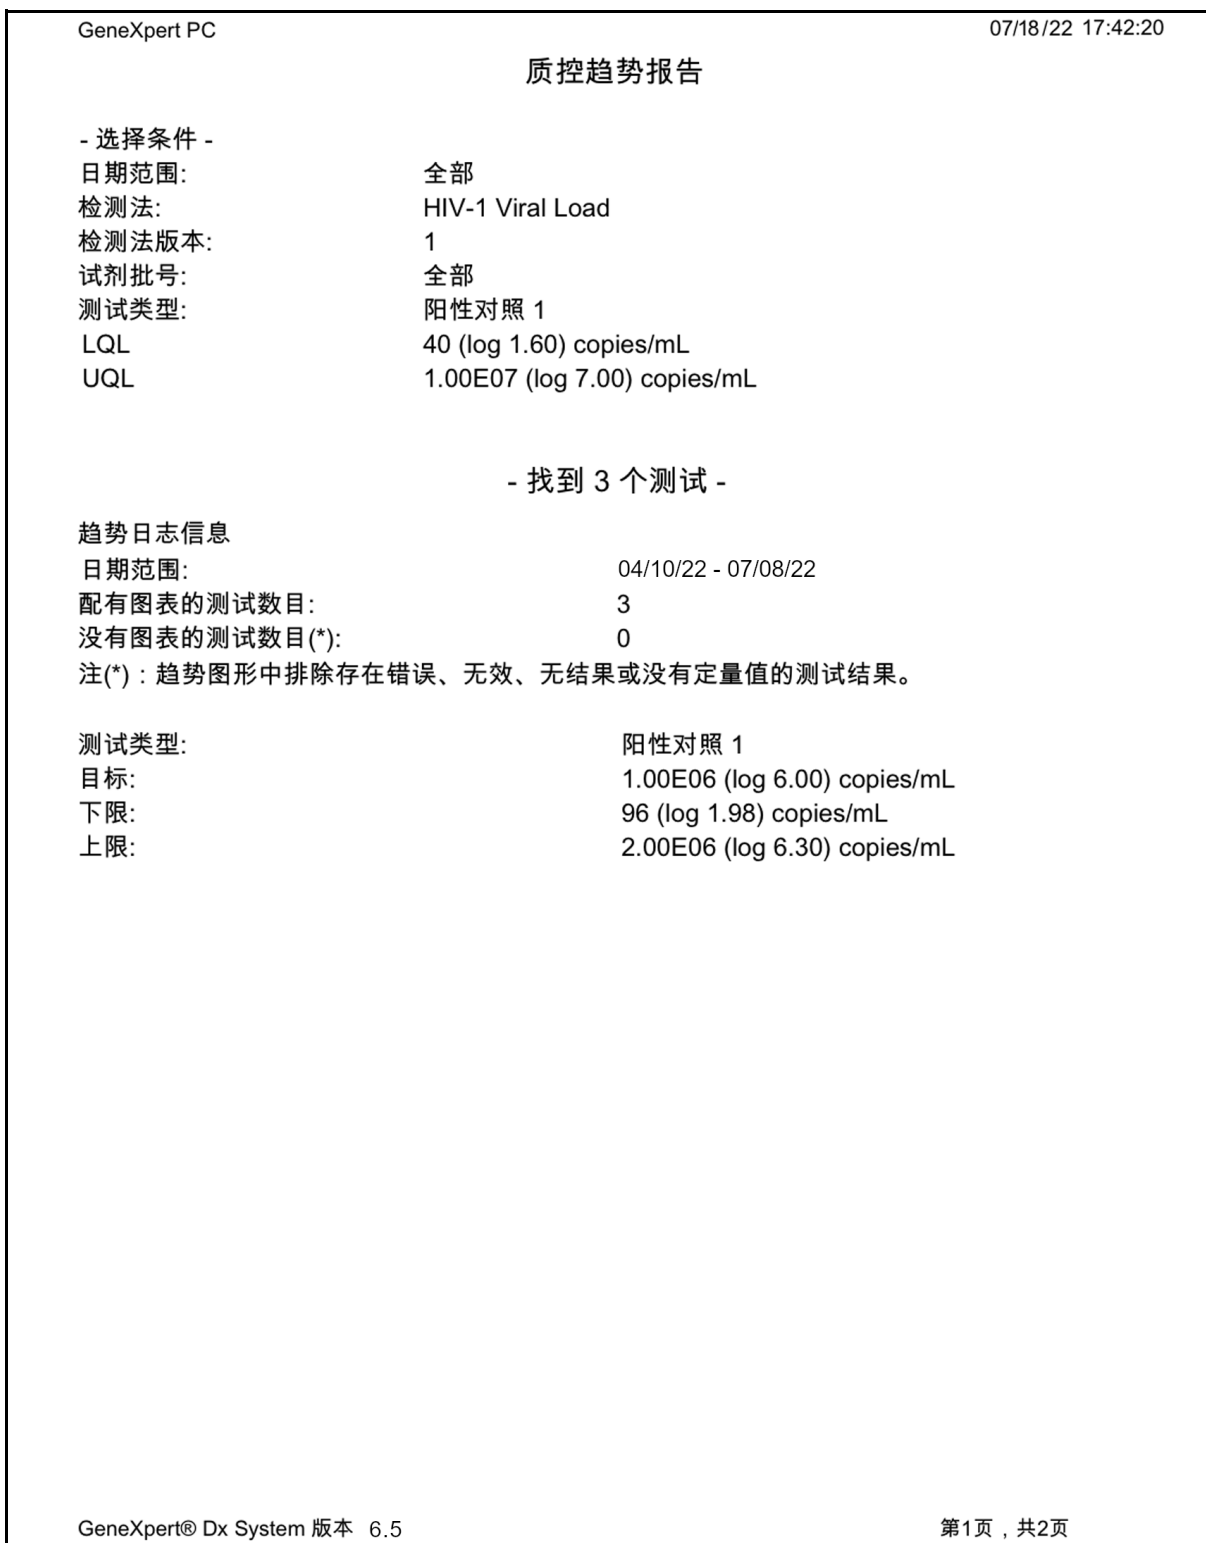 GeneXpert PC 07/18/22 17:42:20
质控趋势报告
- 选择条件 -
日期范围: 全部
检测法: HIV-1 Viral Load
检测法版本: 1
试剂批号: 全部
测试类型: 阳性对照 1
LQL 40 (log 1.60) copies/mL
UQL 1.00E07 (log 7.00) copies/mL
- 找到 3 个测试 -
趋势日志信息
日期范围: 04/10/22 - 07/08/22
配有图表的测试数目: 3
没有图表的测试数目(*): 0
注(*)：趋势图形中排除存在错误、无效、无结果或没有定量值的测试结果。
测试类型: 阳性对照 1
目标: 1.00E06 (log 6.00) copies/mL
下限: 96 (log 1.98) copies/mL
上限: 2.00E06 (log 6.30) copies/mL
GeneXpert® Dx System 版本 6.5 第1页，共2页